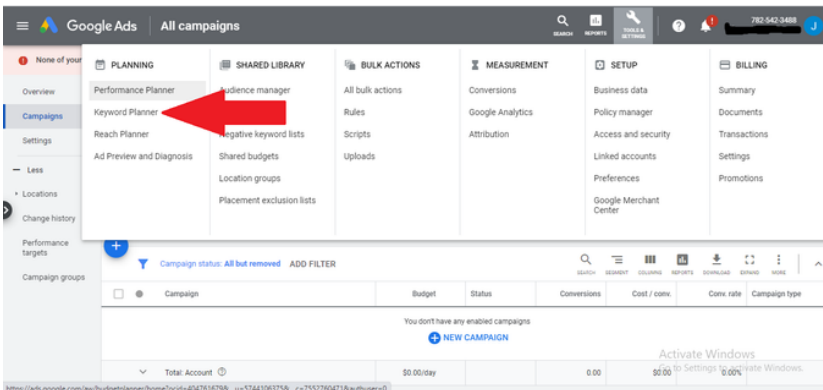 Google Ads All campaigns
SEARCH REPORTS TOOLS & SETTINGS 782-542-3488 J
None of your
Overview
Campaigns
Settings
Less
Locations
Change history
Performance targets
Campaign groups
PLANNING
Performance Planner
Keyword Planner
Reach Planner
Ad Preview and Diagnosis
SHARED LIBRARY
Audience manager
Negative keyword lists
Shared budgets
Location groups
Placement exclusion lists
BULK ACTIONS
All bulk actions
Rules
Scripts
Uploads
MEASUREMENT
Conversions
Google Analytics
Attribution
SETUP
Business data
Policy manager
Access and security
Linked accounts
Preferences
Google Merchant
Center
BILLING
Summary
Documents
Transactions
Settings
Promotions
Campaign status: All but removed ADD FILTER
SEARCH SEGMENT COLUMNS REPORTS DOWNLOAD EXPAND MORE
Campaign Budget Status Conversions Cost / conv. Conv. rate Campaign type
You don't have any enabled campaigns
NEW CAMPAIGN
Total: Account $0.00/day 0.00 $0.00 0.00%
Activate Windows
Go to Settings to activate Windows.